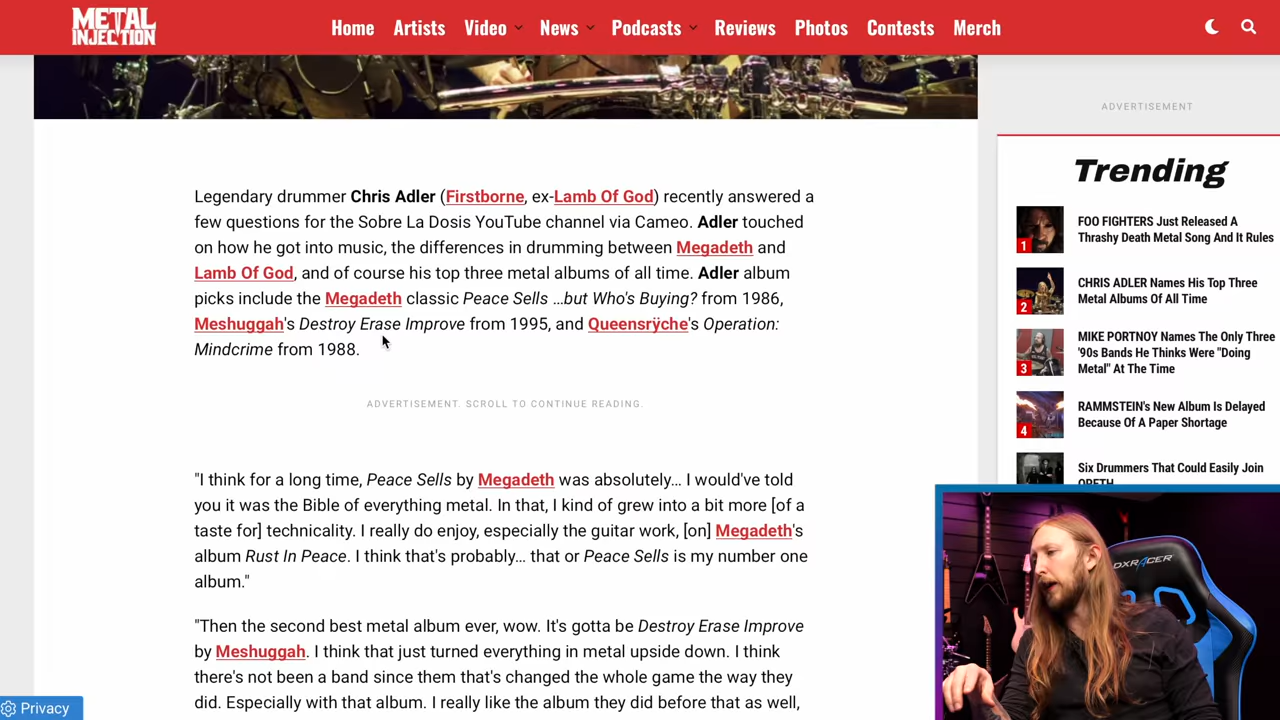 METAL
INJECTION
Home Artists Video News Podcasts Reviews Photos Contests Merch
Legendary drummer Chris Adler (Firstborne, ex-Lamb Of God) recently answered a
few questions for the Sobre La Dosis YouTube channel via Cameo. Adler touched
on how he got into music, the differences in drumming between Megadeth and
Lamb Of God, and of course his top three metal albums of all time. Adler album
picks include the Megadeth classic Peace Sells ...but Who's Buying? from 1986,
Meshuggah's Destroy Erase Improve from 1995, and Queensrÿche's Operation:
Mindcrime from 1988.
ADVERTISEMENT. SCROLL TO CONTINUE READING.
"I think for a long time, Peace Sells by Megadeth was absolutely… I would've told
you it was the Bible of everything metal. In that, I kind of grew into a bit more [of a
taste for] technicality. I really do enjoy, especially the guitar work, [on] Megadeth's
album Rust In Peace. I think that's probably… that or Peace Sells is my number one
album."
"Then the second best metal album ever, wow. It's gotta be Destroy Erase Improve
by Meshuggah. I think that just turned everything in metal upside down. I think
there's not been a band since them that's changed the whole game the way they
did. Especially with that album. I really like the album they did before that as well,
ADVERTISEMENT
Trending
1
FOO FIGHTERS Just Released A
Thrashy Death Metal Song And It Rules
2
CHRIS ADLER Names His Top Three
Metal Albums Of All Time
3
MIKE PORTNOY Names The Only Three
'90s Bands He Thinks Were "Doing
Metal" At The Time
4
RAMMSTEIN's New Album Is Delayed
Because Of A Paper Shortage
Six Drummers That Could Easily Join
OPETH
DXRACER
Privacy